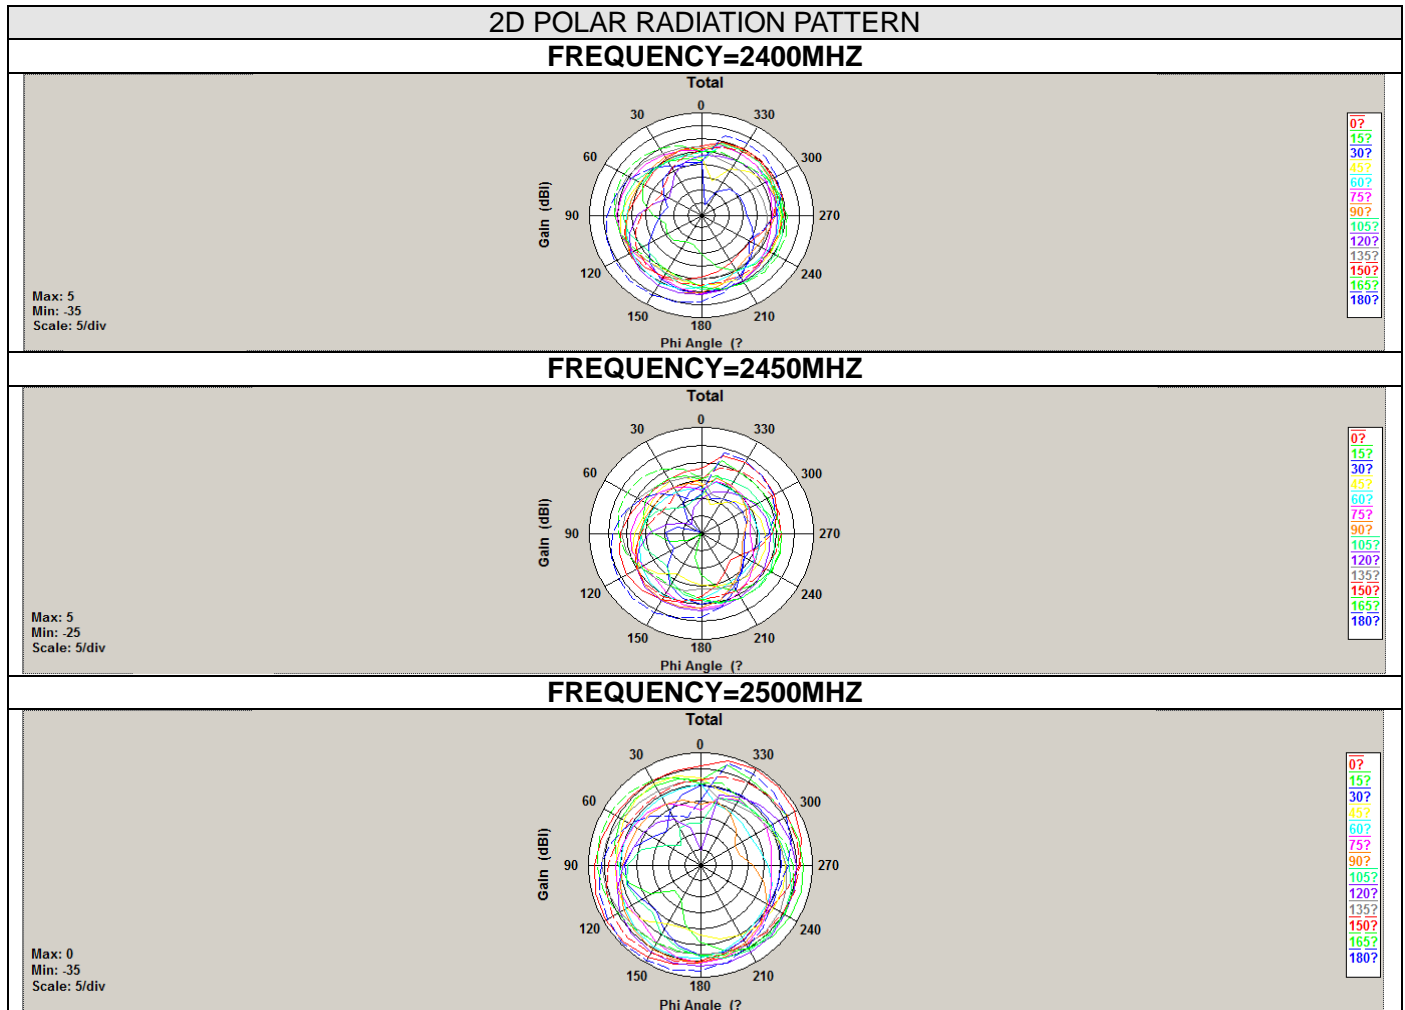 2D POLAR RADIATION PATTERN
FREQUENCY=2400MHZ
Total
0
30 330
60 300
90 270
120 240
150 210
180
Gain (dBI)
Phi Angle (?
Max: 5
Min: -35
Scale: 5/div
0?
15?
30?
45?
60?
75?
90?
105?
120?
135?
150?
165?
180?
FREQUENCY=2450MHZ
Total
0
30 330
60 300
90 270
120 240
150 210
180
Gain (dBI)
Phi Angle (?
Max: 5
Min: -25
Scale: 5/div
0?
15?
30?
45?
60?
75?
90?
105?
120?
135?
150?
165?
180?
FREQUENCY=2500MHZ
Total
0
30 330
60 300
90 270
120 240
150 210
180
Gain (dBI)
Phi Angle (?
Max: 0
Min: -35
Scale: 5/div
0?
15?
30?
45?
60?
75?
90?
105?
120?
135?
150?
165?
180?